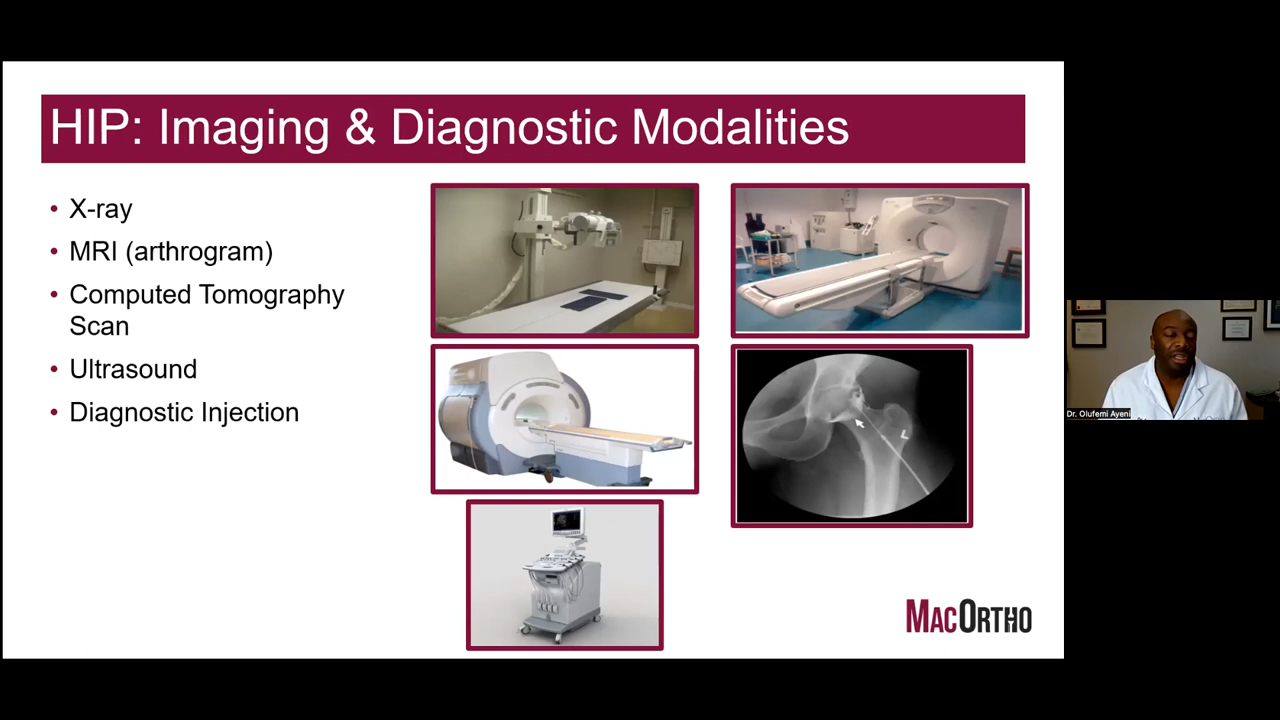 HIP: Imaging & Diagnostic Modalities
• X-ray
• MRI (arthrogram)
• Computed Tomography
Scan
• Ultrasound
• Diagnostic Injection
L
MACORTHO
Dr. Olufemi Ayeni